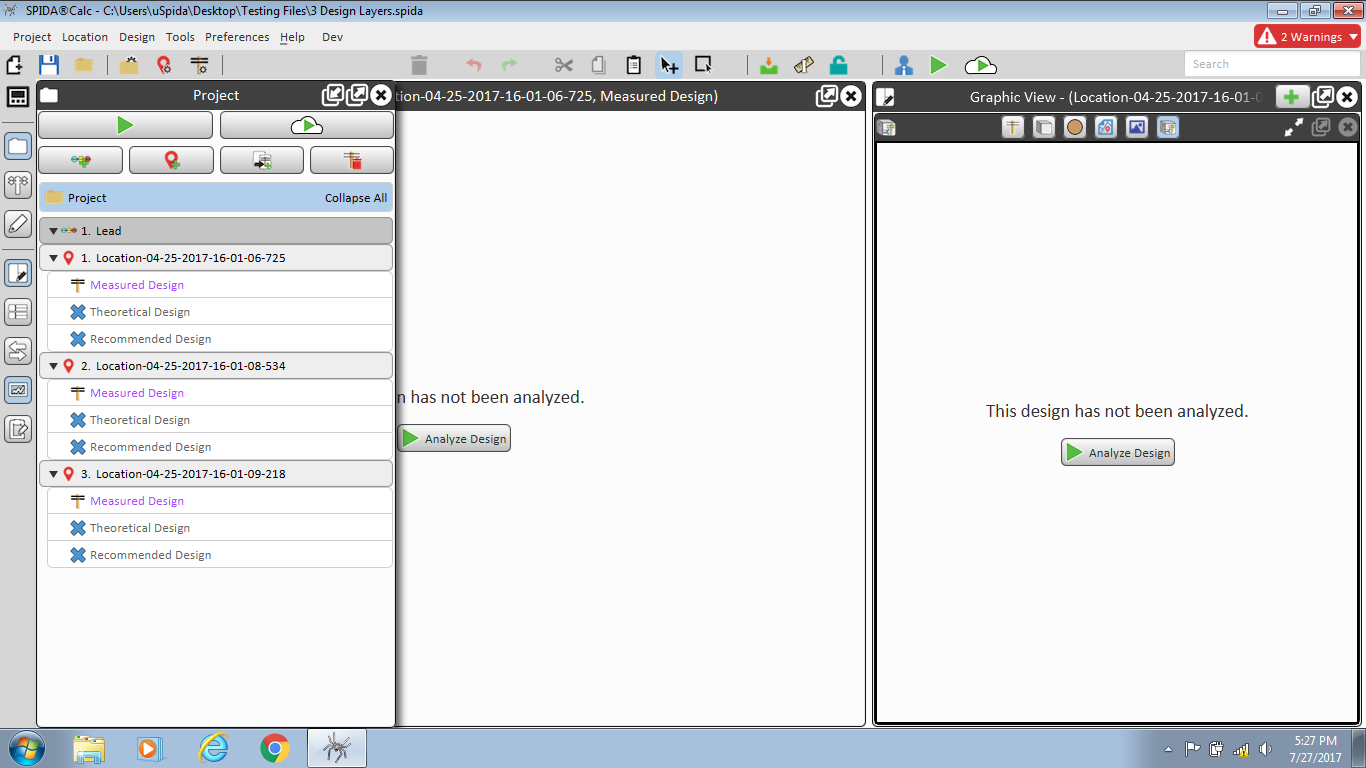 SPIDA®Calc - C:\Users\uSpida\Desktop\Testing Files\3 Design Layers.spida
Project Location Design Tools Preferences Help Dev
2 Warnings
Search
Project
tion-04-25-2017-16-01-06-725, Measured Design)
Graphic View - (Location-04-25-2017-16-01-0
Project Collapse All
1. Lead
1. Location-04-25-2017-16-01-06-725
Measured Design
Theoretical Design
Recommended Design
2. Location-04-25-2017-16-01-08-534
Measured Design
Theoretical Design
Recommended Design
3. Location-04-25-2017-16-01-09-218
Measured Design
Theoretical Design
Recommended Design
n has not been analyzed.
Analyze Design
This design has not been analyzed.
Analyze Design
5:27 PM
7/27/2017